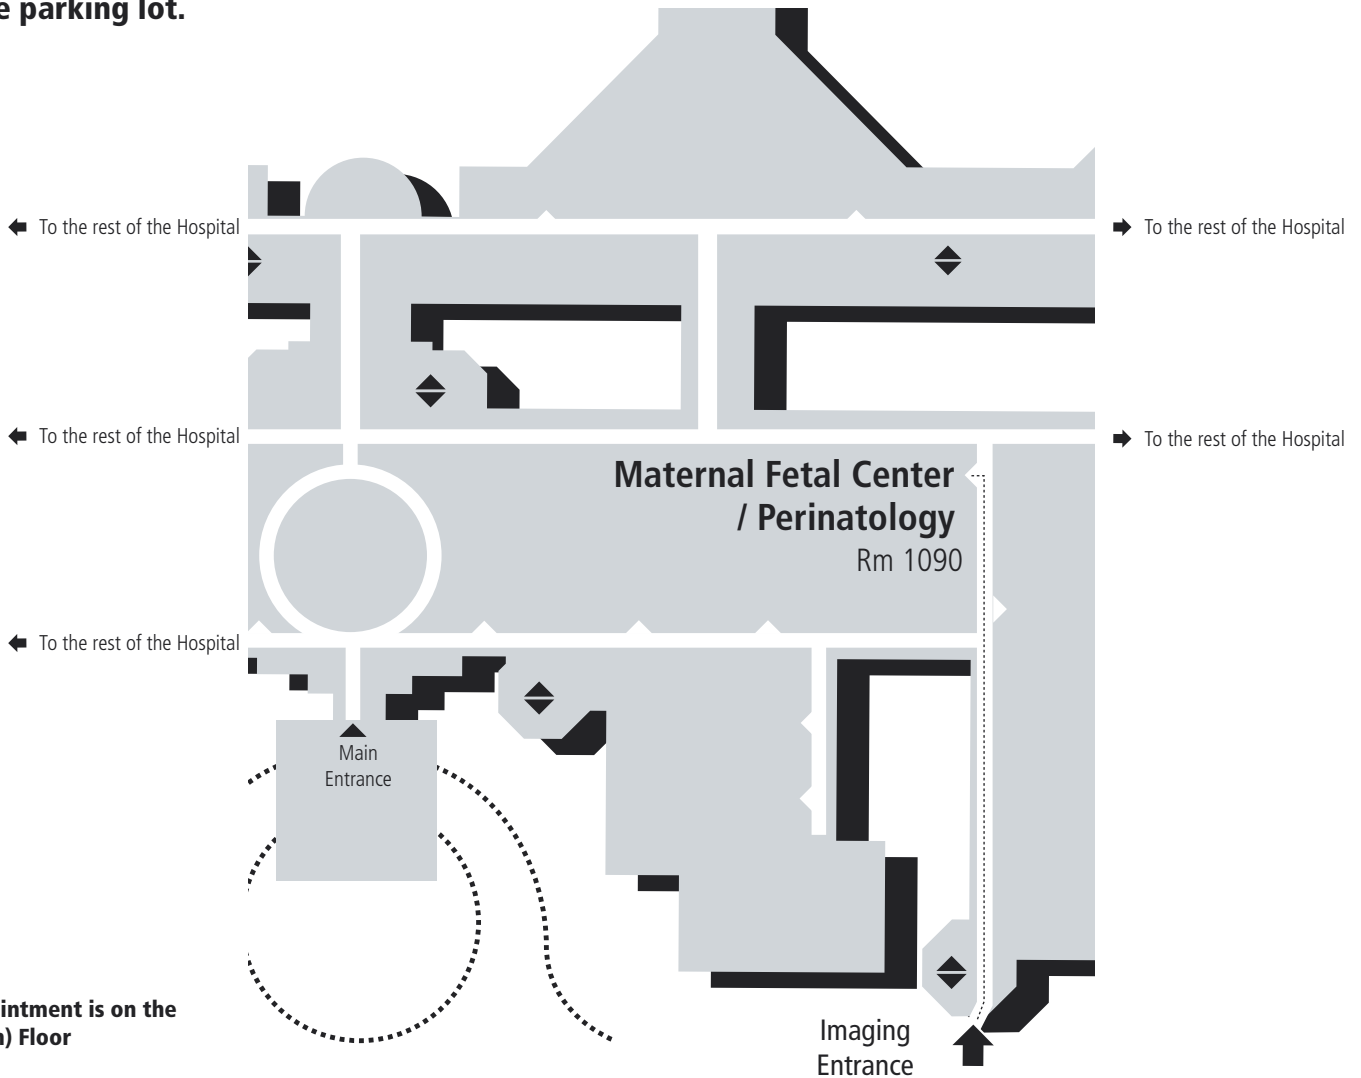 e parking lot.
To the rest of the Hospital
To the rest of the Hospital
To the rest of the Hospital
To the rest of the Hospital
Maternal Fetal Center
/ Perinatology
Rm 1090
To the rest of the Hospital
Main
Entrance
intment is on the
) Floor
Imaging
Entrance